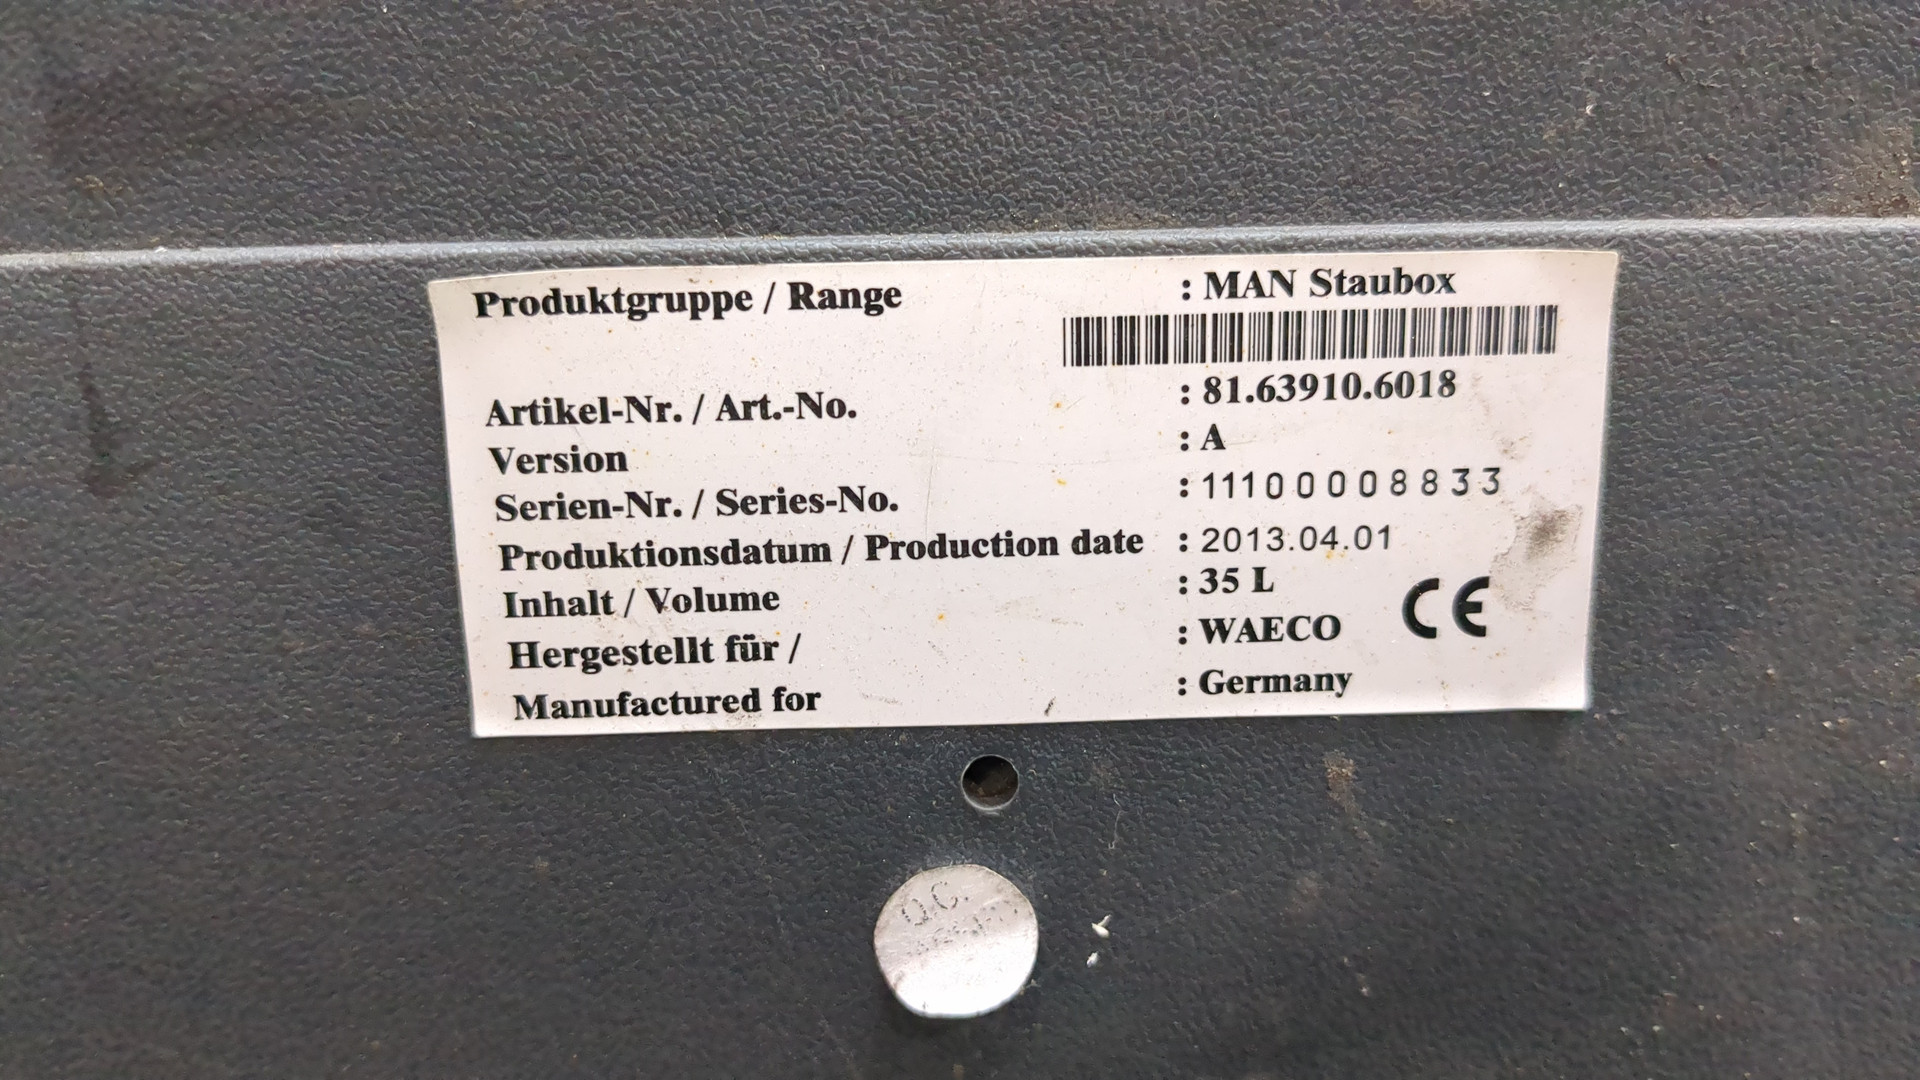 Produktgruppe / Range : MAN Staubox
Artikel-Nr. / Art.-No. : 81.63910.6018
Version : A
Serien-Nr. / Series-No. : 11100008833
Produktionsdatum / Production date : 2013.04.01
Inhalt / Volume : 35 L
Hergestellt für / : WAECO
Manufactured for : Germany
CE
Q.C.